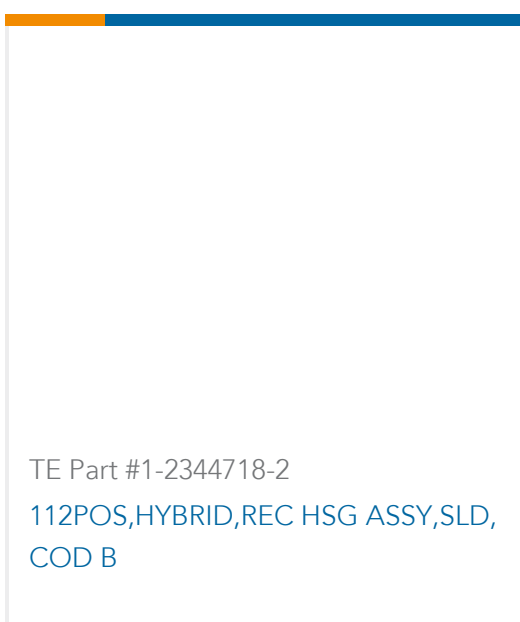 TE Part #1-2344718-2
112POS,HYBRID,REC HSG ASSY,SLD,
COD B